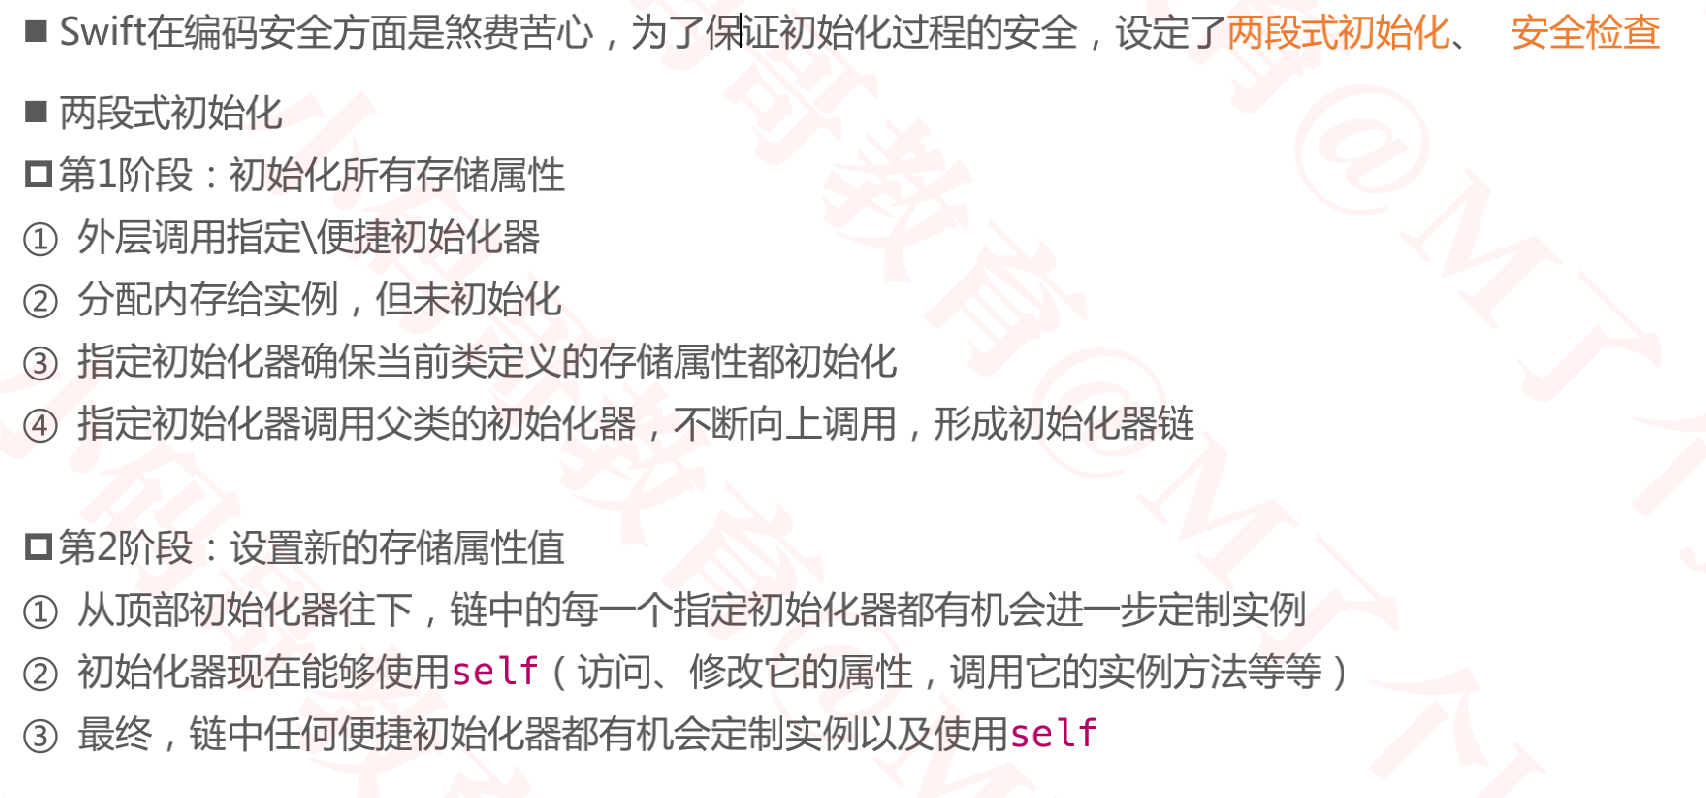 ■ Swift在编码安全方面是煞费苦心，为了保证初始化过程的安全，设定了两段式初始化、 安全检查
■ 两段式初始化
第1阶段：初始化所有存储属性
① 外层调用指定\便捷初始化器
② 分配内存给实例，但未初始化
③ 指定初始化器确保当前类定义的存储属性都初始化
④ 指定初始化器调用父类的初始化器，不断向上调用，形成初始化器链
第2阶段：设置新的存储属性值
① 从顶部初始化器往下，链中的每一个指定初始化器都有机会进一步定制实例
② 初始化器现在能够使用self（访问、修改它的属性，调用它的实例方法等等）
③ 最终，链中任何便捷初始化器都有机会定制实例以及使用self
小码哥教育@M了个J